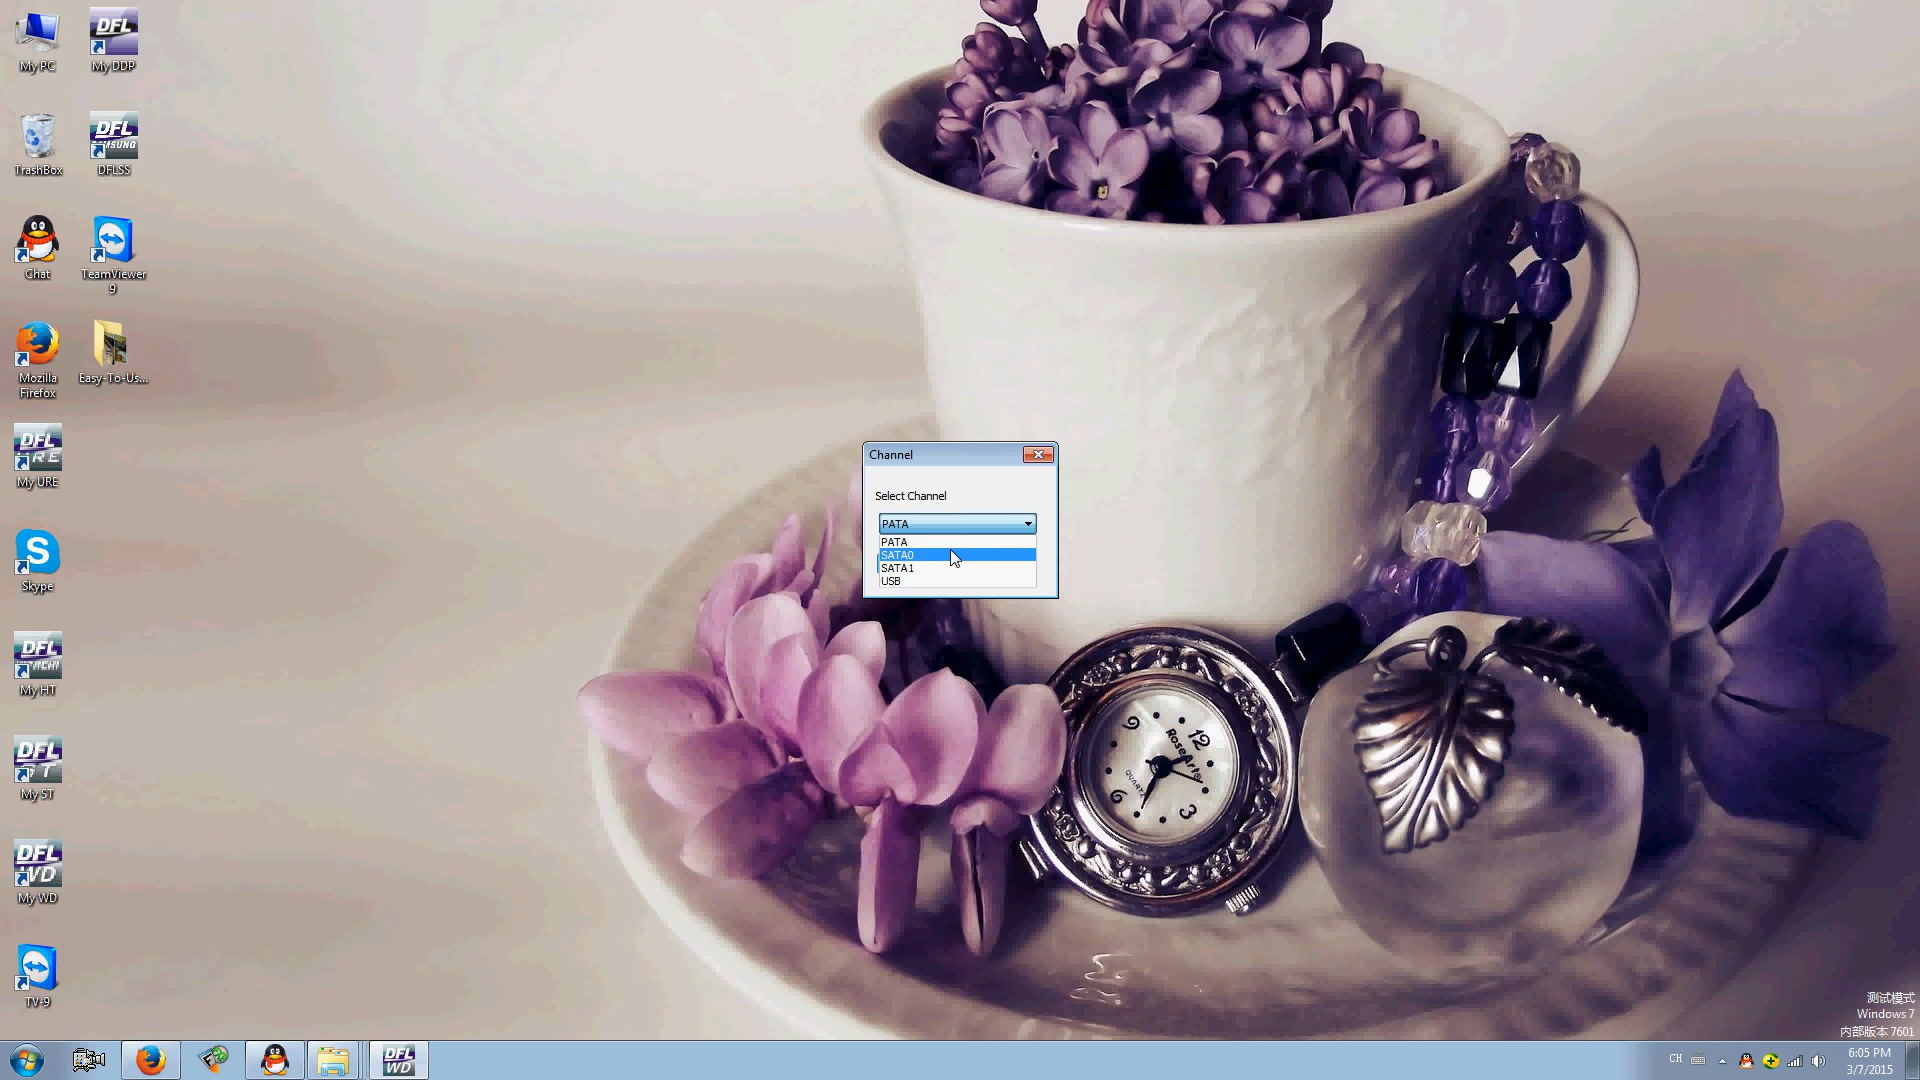 My PC
DFL
My DDP
TrashBox
DFL
DFLSS
Chat
TeamViewer
9
Mozilla
Firefox
Easy-To-Us...
DFL
My URE
Skype
DFL
My HT
DFL
My ST
DFL
WD
My WD
TV-9
Channel
Select Channel
PATA
PATA
SATA0
SATA1
USB
9
12
RoseArt
QUARTZ
6
3
测试模式
Windows 7
内部版本 7601
DFL
WD
CH
6:05 PM
3/7/2015